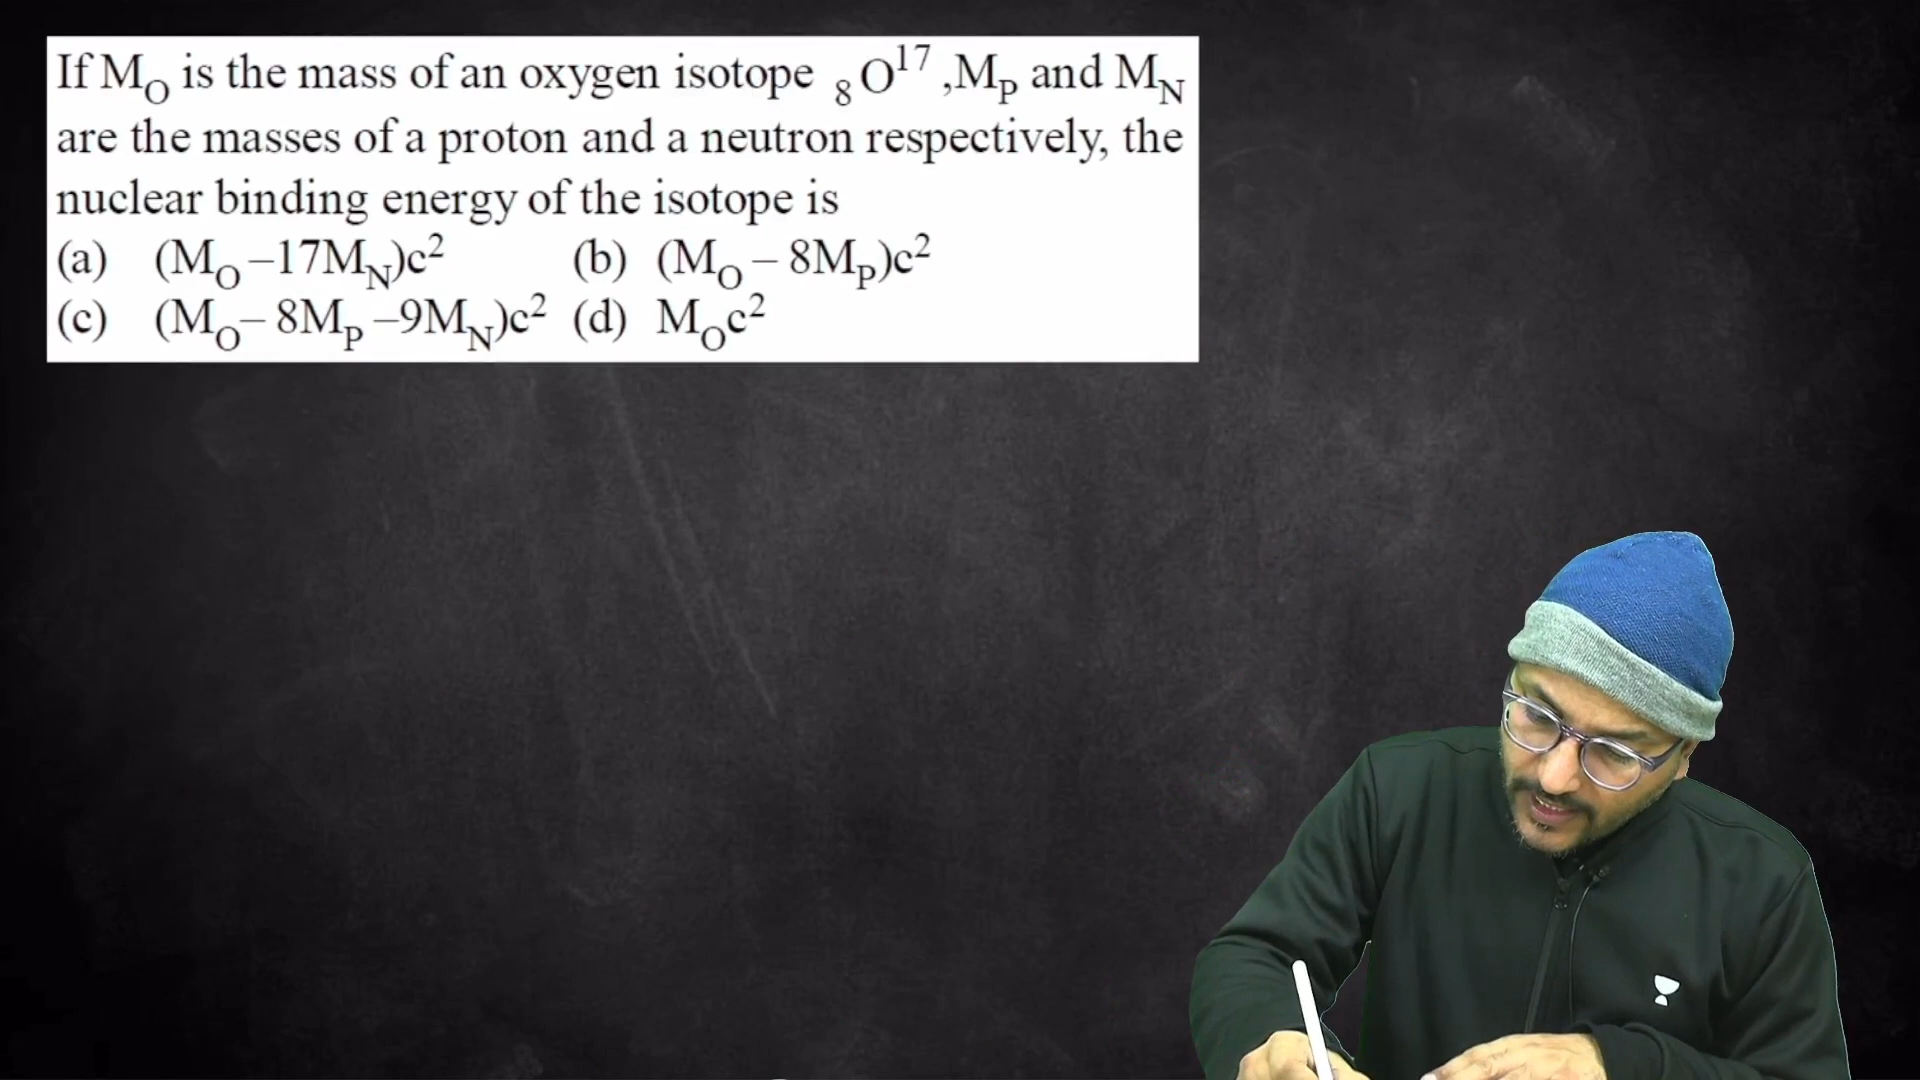 If M_O is the mass of an oxygen isotope ₈O¹⁷ ,M_P and M_N
are the masses of a proton and a neutron respectively, the
nuclear binding energy of the isotope is
(a) (M_O –17M_N)c² (b) (M_O – 8M_P)c²
(c) (M_O– 8M_P –9M_N)c² (d) M_Oc²